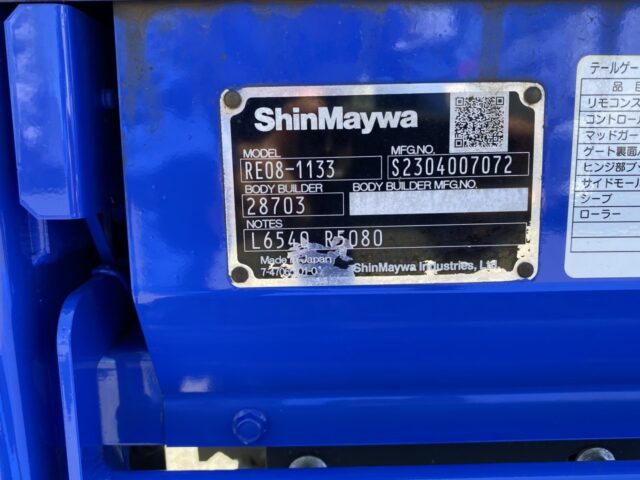 ShinMaywa
MODEL
RE08-1133
MFG.NO.
S2304007072
BODY BUILDER
28703
BODY BUILDER MFG.NO.
NOTES
L6540 R5080
Made in Japan
ShinMaywa Industries, Ltd.
テールゲー
品目
リモコンス
コントロール
マッドガー
ゲート裏面
ヒンジ部
サイドモール
シーブ
ローラー